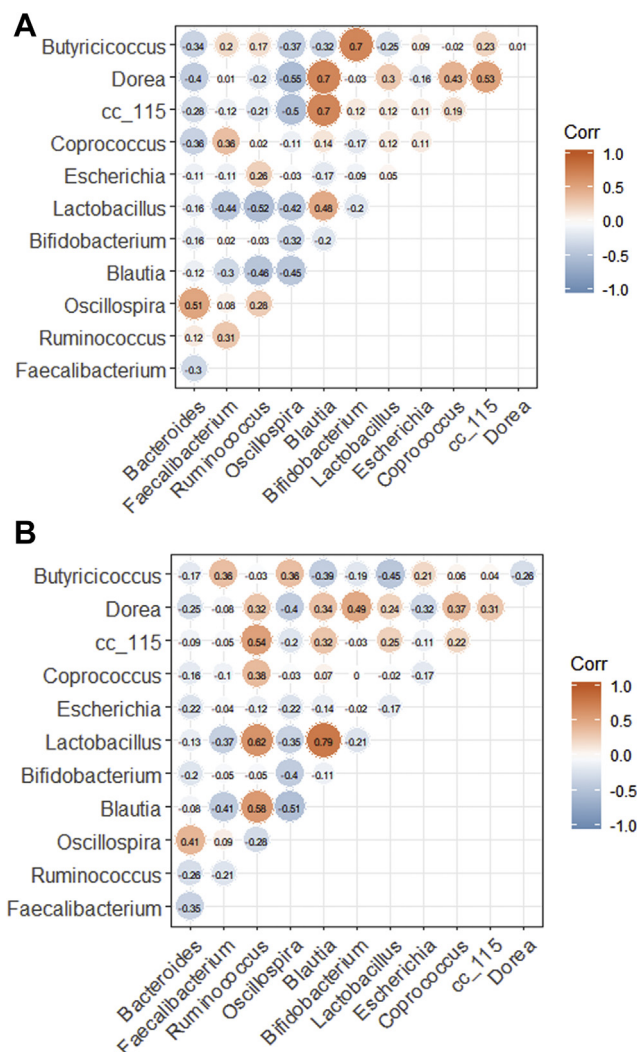 A
Butyricicoccus -0.34 0.2 0.17 -0.37 -0.32 0.7 -0.25 0.09 -0.02 0.23 0.01
Dorea -0.4 0.01 -0.2 -0.55 0.7 -0.03 0.3 -0.16 0.43 0.53
cc_115 -0.28 -0.12 -0.21 -0.5 0.7 0.12 0.12 0.11 0.19
Coprococcus -0.36 0.36 0.02 -0.11 0.14 -0.17 0.12 0.11
Escherichia -0.11 -0.11 0.26 -0.03 -0.17 -0.09 0.05
Lactobacillus -0.16 -0.44 -0.52 -0.42 0.48 -0.2
Bifidobacterium -0.16 0.02 -0.03 -0.32 -0.2
Blautia -0.12 -0.3 -0.46 -0.45
Oscillospira 0.51 0.08 0.28
Ruminococcus 0.12 0.31
Faecalibacterium -0.3
Bacteroides
Faecalibacterium
Ruminococcus
Oscillospira
Blautia
Bifidobacterium
Lactobacillus
Escherichia
Coprococcus
cc_115
Dorea
Corr
1.0
0.5
0.0
-0.5
-1.0
B
Butyricicoccus -0.17 0.36 -0.03 0.36 -0.39 -0.19 -0.45 0.21 0.06 0.04 -0.26
Dorea -0.25 -0.08 0.32 -0.4 0.34 0.49 0.24 -0.32 0.37 0.31
cc_115 -0.09 -0.05 0.54 -0.2 0.32 -0.03 0.25 -0.11 0.22
Coprococcus -0.16 -0.1 0.38 -0.03 0.07 0 -0.02 -0.17
Escherichia -0.22 -0.04 -0.12 -0.22 -0.14 -0.02 -0.17
Lactobacillus -0.13 -0.37 0.62 -0.35 0.79 -0.21
Bifidobacterium -0.2 -0.05 -0.05 -0.4 -0.11
Blautia -0.08 -0.41 0.58 -0.51
Oscillospira 0.41 0.09 -0.28
Ruminococcus -0.26 -0.21
Faecalibacterium -0.35
Bacteroides
Faecalibacterium
Ruminococcus
Oscillospira
Blautia
Bifidobacterium
Lactobacillus
Escherichia
Coprococcus
cc_115
Dorea
Corr
1.0
0.5
0.0
-0.5
-1.0